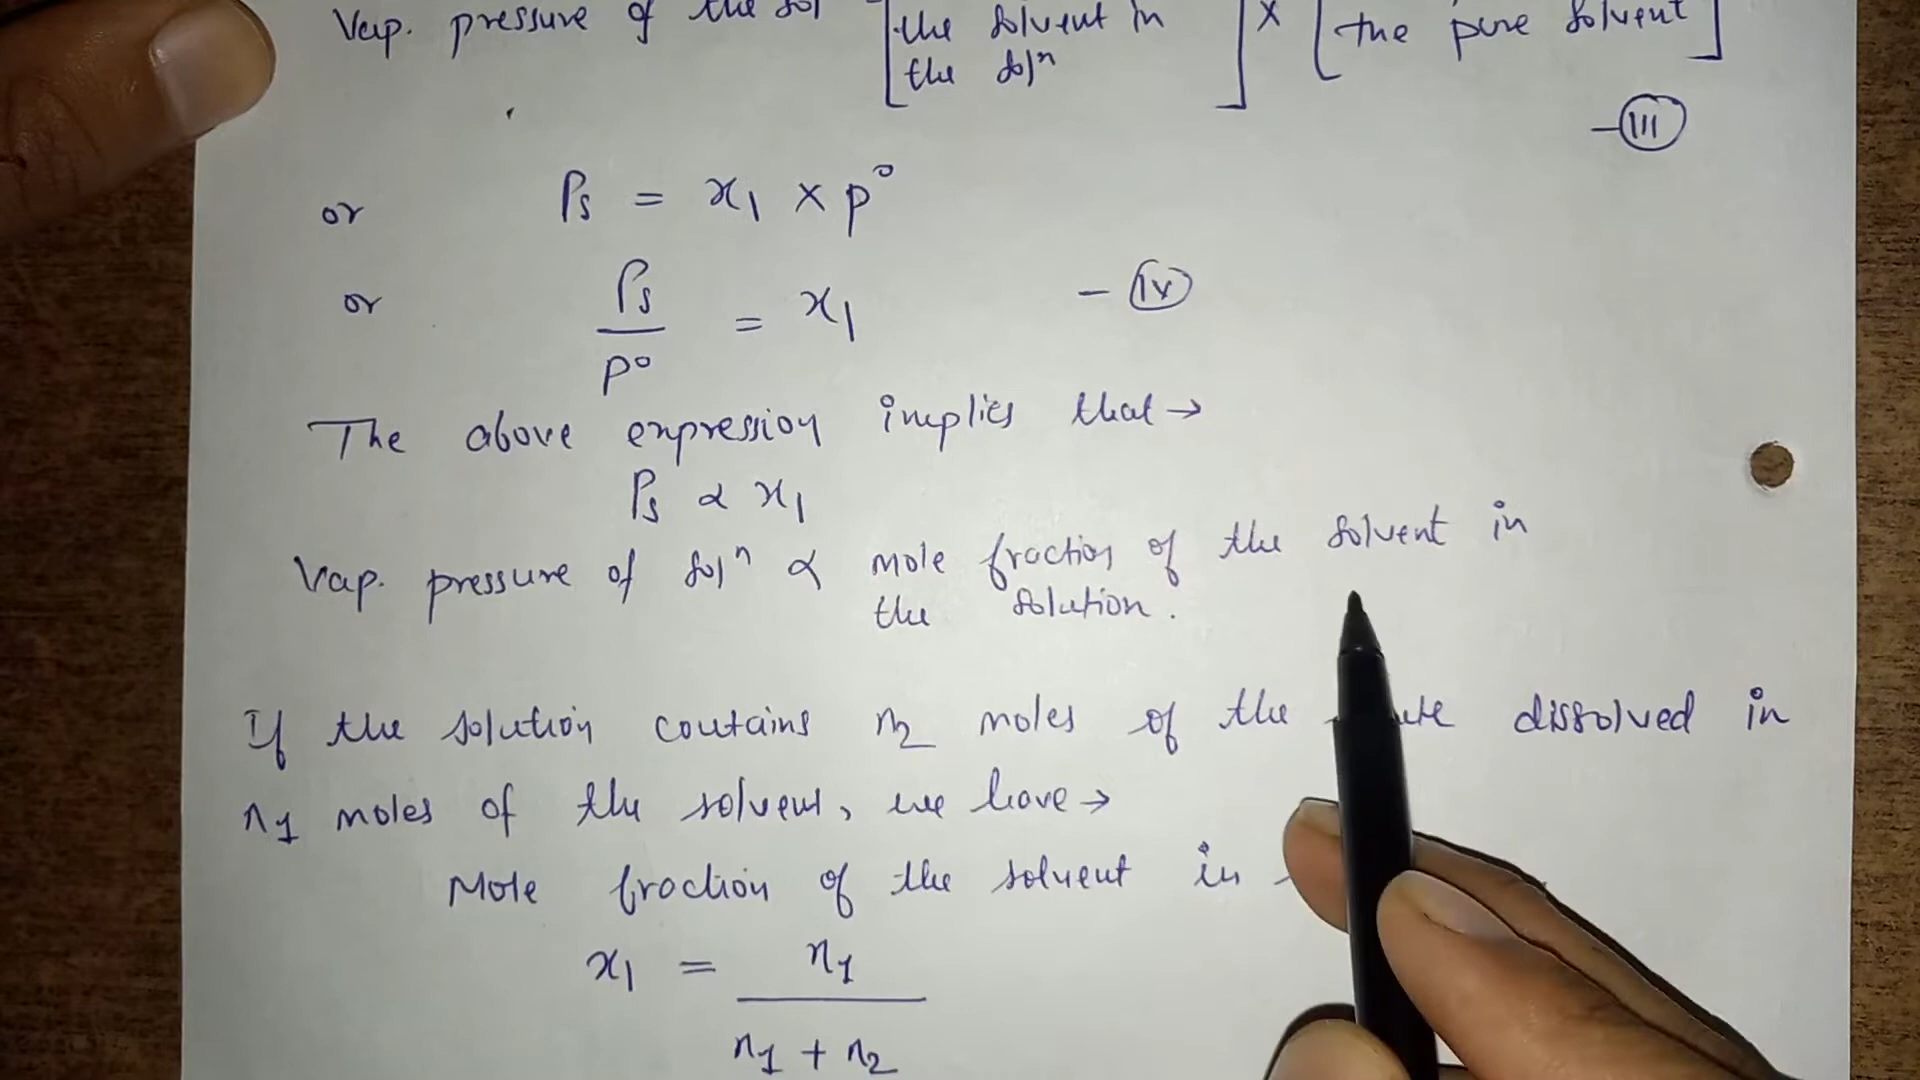 Vap. pressure of the sol [the solvent in the solⁿ] × [the pure solvent]
-(III)
or Ps = x₁ × p°
or Ps / p° = x₁ - (IV)
The above expression implies that →
Ps ∝ x₁
Vap. pressure of solⁿ ∝ mole fraction of the solvent in
the solution.
If the solution contains n₂ moles of the dissolved in
n₁ moles of the solvent, we have →
Mole fraction of the solvent in
x₁ = n₁ / n₁ + n₂